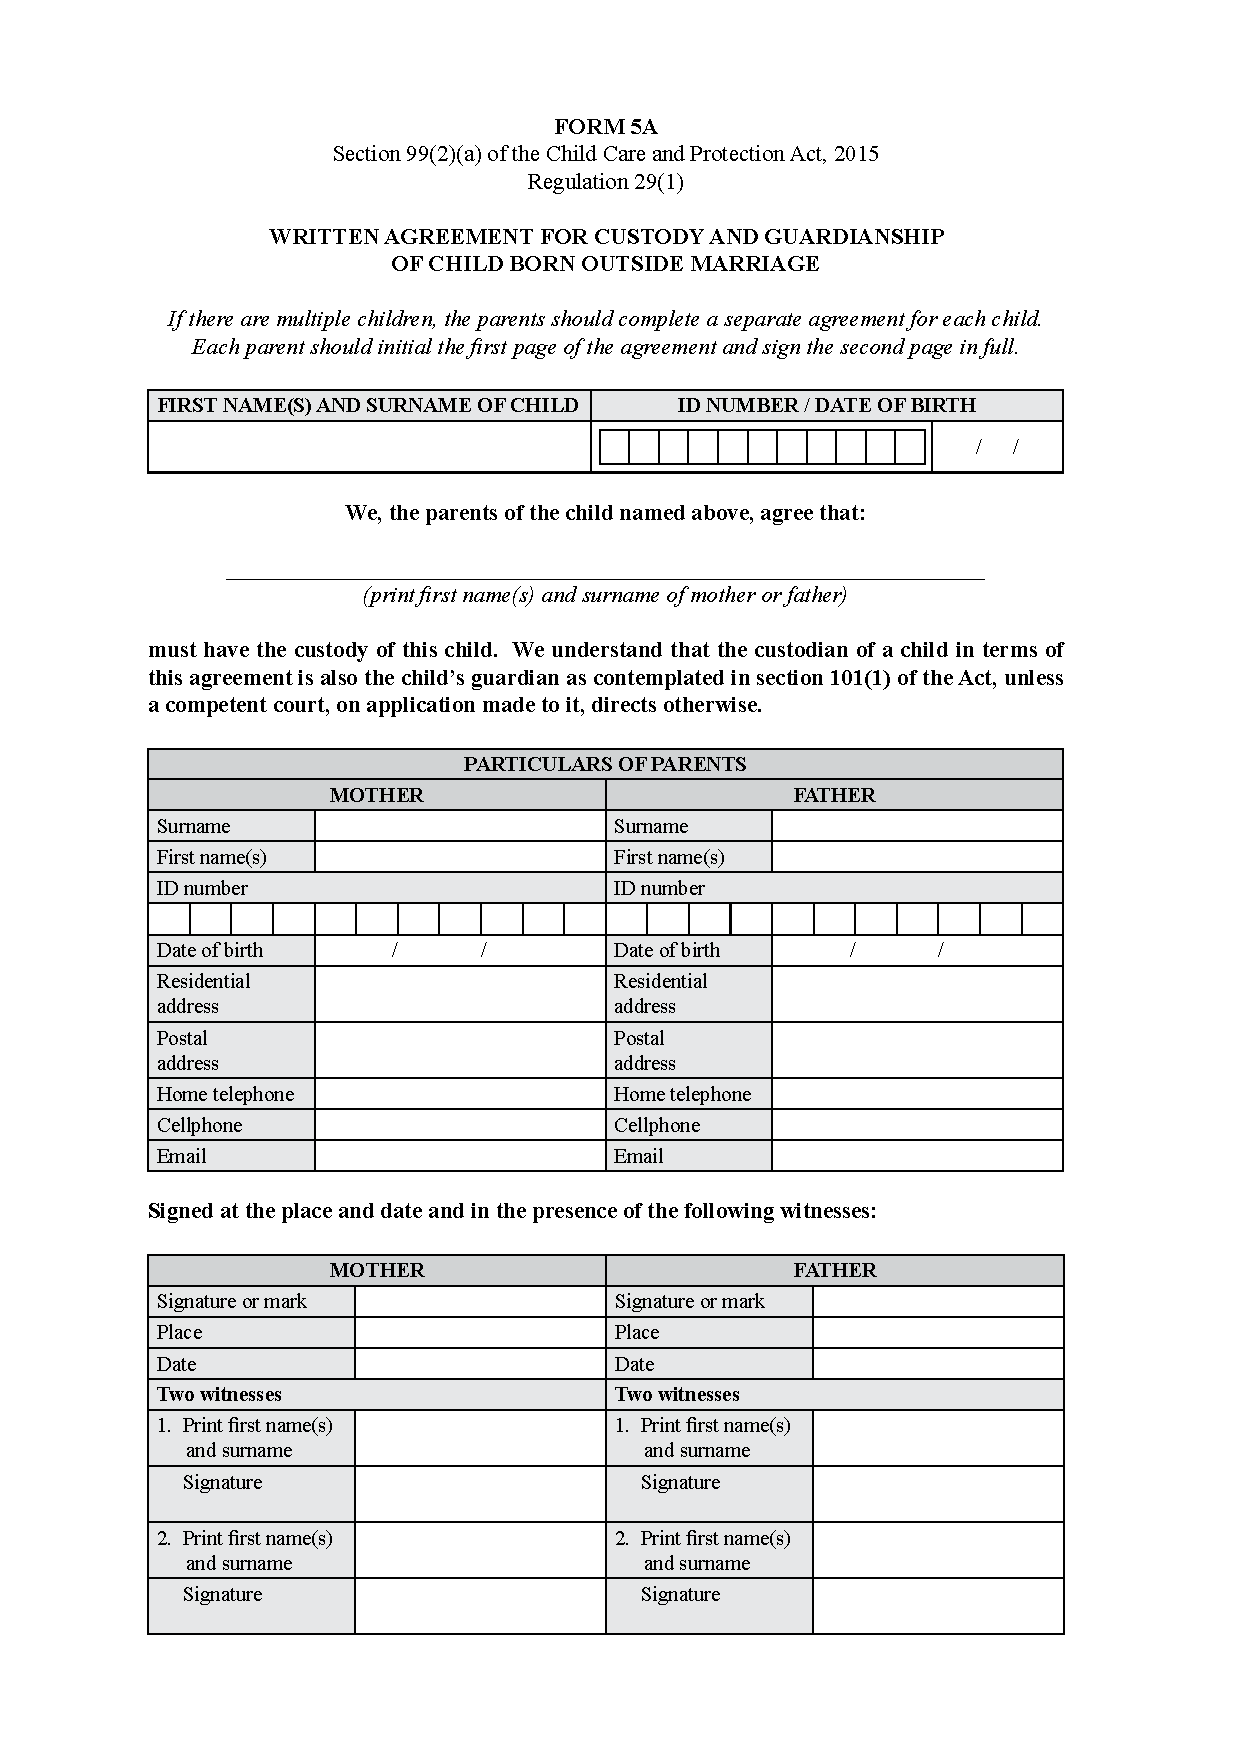 FORM 5A
Section 99(2)(a) of the Child Care and Protection Act, 2015
Regulation 29(1)
WRITTEN AGREEMENT FOR CUSTODY AND GUARDIANSHIP
OF CHILD BORN OUTSIDE MARRIAGE
If there are multiple children, the parents should complete a separate agreement for each child.
Each parent should initial the first page of the agreement and sign the second page in full.
FIRST NAME(S) AND SURNAME OF CHILD ID NUMBER / DATE OF BIRTH
/ /
We, the parents of the child named above, agree that:
(print first name(s) and surname of mother or father)
must have the custody of this child. We understand that the custodian of a child in terms of
this agreement is also the child's guardian as contemplated in section 101(1) of the Act, unless
a competent court, on application made to it, directs otherwise.
PARTICULARS OF PARENTS
MOTHER FATHER
Surname Surname
First name(s) First name(s)
ID number ID number
Date of birth / / Date of birth / /
Residential Residential
address address
Postal Postal
address address
Home telephone Home telephone
Cellphone Cellphone
Email Email
Signed at the place and date and in the presence of the following witnesses:
MOTHER FATHER
Signature or mark Signature or mark
Place Place
Date Date
Two witnesses Two witnesses
1. Print first name(s) 1. Print first name(s)
and surname and surname
Signature Signature
2. Print first name(s) 2. Print first name(s)
and surname and surname
Signature Signature